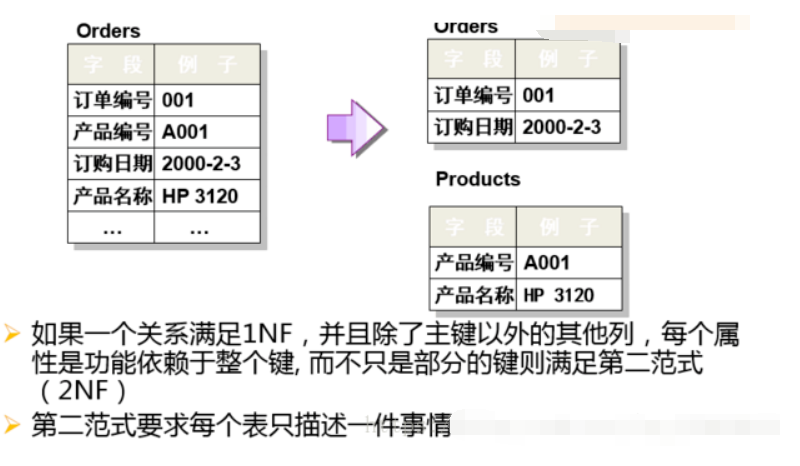 Orders
字 段 例 子
订单编号 001
产品编号 A001
订购日期 2000-2-3
产品名称 HP 3120
... ...
Orders
字 段 例 子
订单编号 001
订购日期 2000-2-3
Products
字 段 例 子
产品编号 A001
产品名称 HP 3120
如果一个关系满足1NF，并且除了主键以外的其他列，每个属
性是功能依赖于整个键, 而不只是部分的键则满足第二范式
（2NF）
第二范式要求每个表只描述一件事情